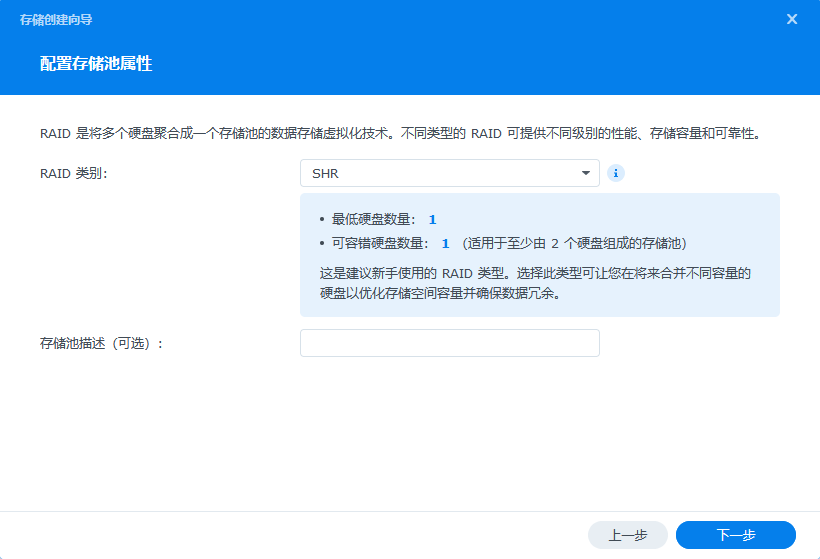 存储创建向导
配置存储池属性
RAID 是将多个硬盘聚合成一个存储池的数据存储虚拟化技术。不同类型的 RAID 可提供不同级别的性能、存储容量和可靠性。
RAID 类别：
SHR
• 最低硬盘数量： 1
• 可容错硬盘数量： 1 （适用于至少由 2 个硬盘组成的存储池）
这是建议新手使用的 RAID 类型。选择此类型可让您在将来合并不同容量的
硬盘以优化存储空间容量并确保数据冗余。
存储池描述（可选）：
上一步
下一步